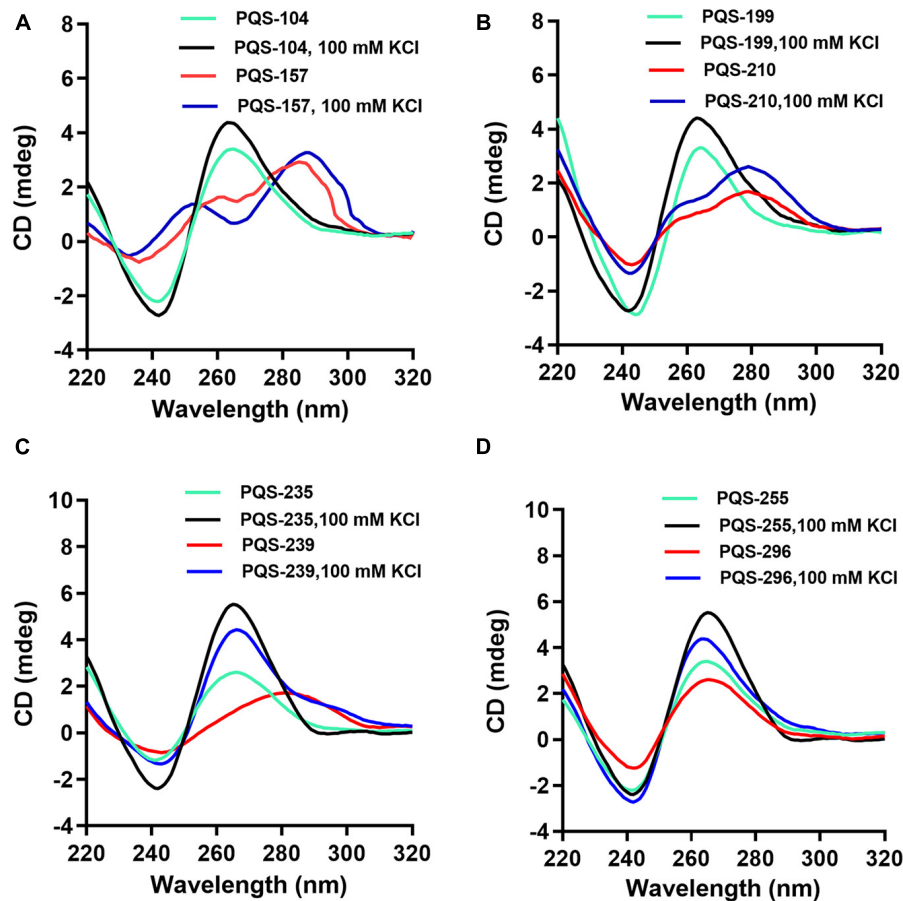 A
PQS-104
PQS-104, 100 mM KCl
PQS-157
PQS-157, 100 mM KCl
CD (mdeg)
8
6
4
2
0
-2
-4
220 240 260 280 300 320
Wavelength (nm)
B
PQS-199
PQS-199,100 mM KCl
PQS-210
PQS-210,100 mM KCl
CD (mdeg)
8
6
4
2
0
-2
-4
220 240 260 280 300 320
Wavelength (nm)
C
PQS-235
PQS-235,100 mM KCl
PQS-239
PQS-239,100 mM KCl
CD (mdeg)
10
8
6
4
2
0
-2
-4
220 240 260 280 300 320
Wavelength (nm)
D
PQS-255
PQS-255,100 mM KCl
PQS-296
PQS-296,100 mM KCl
CD (mdeg)
10
8
6
4
2
0
-2
-4
220 240 260 280 300 320
Wavelength (nm)